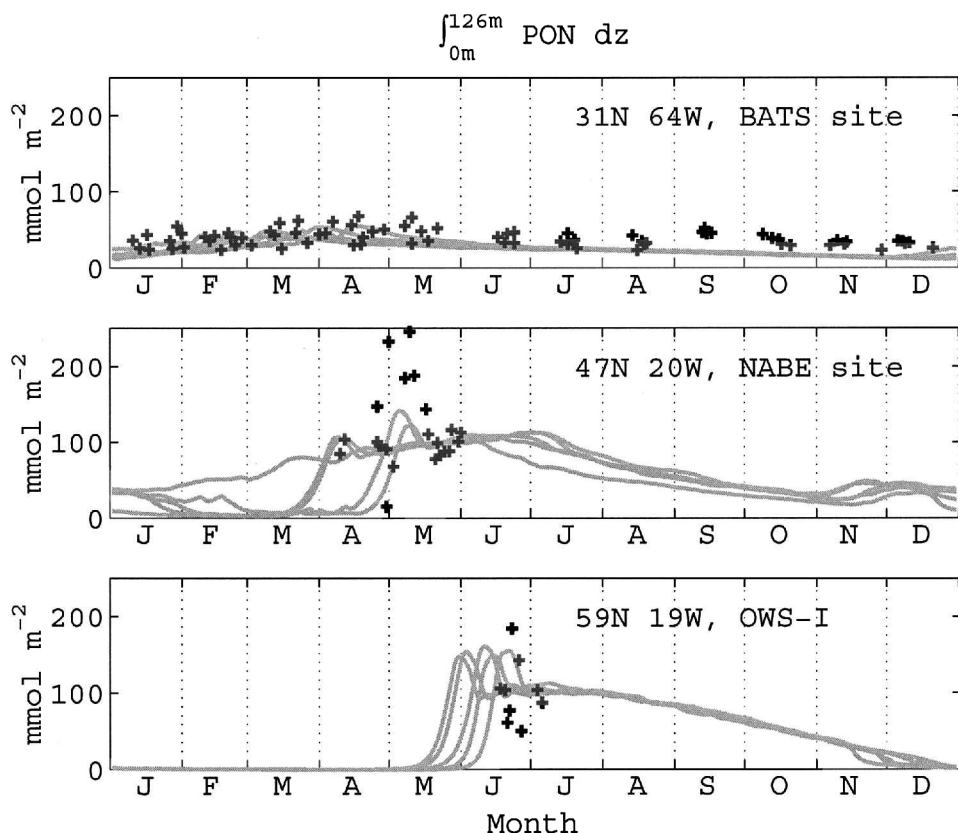 ∫0m126m PON dz
31N 64W, BATS site
mmol m−2
200
100
0
J F M A M J J A S O N D
47N 20W, NABE site
mmol m−2
200
100
0
J F M A M J J A S O N D
59N 19W, OWS−I
mmol m−2
200
100
0
J F M A M J J A S O N D
Month